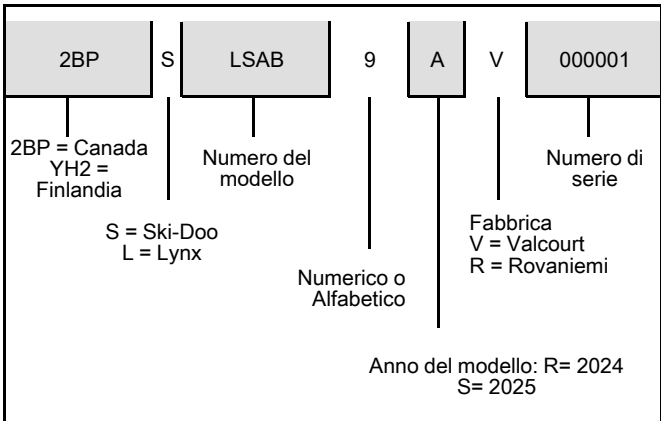 2BP S LSAB 9 A V 000001
2BP = Canada
YH2 =
Finlandia
Numero del
modello
Numero di
serie
S = Ski-Doo
L = Lynx
Fabbrica
V = Valcourt
R = Rovaniemi
Numerico o
Alfabetico
Anno del modello: R= 2024
S= 2025